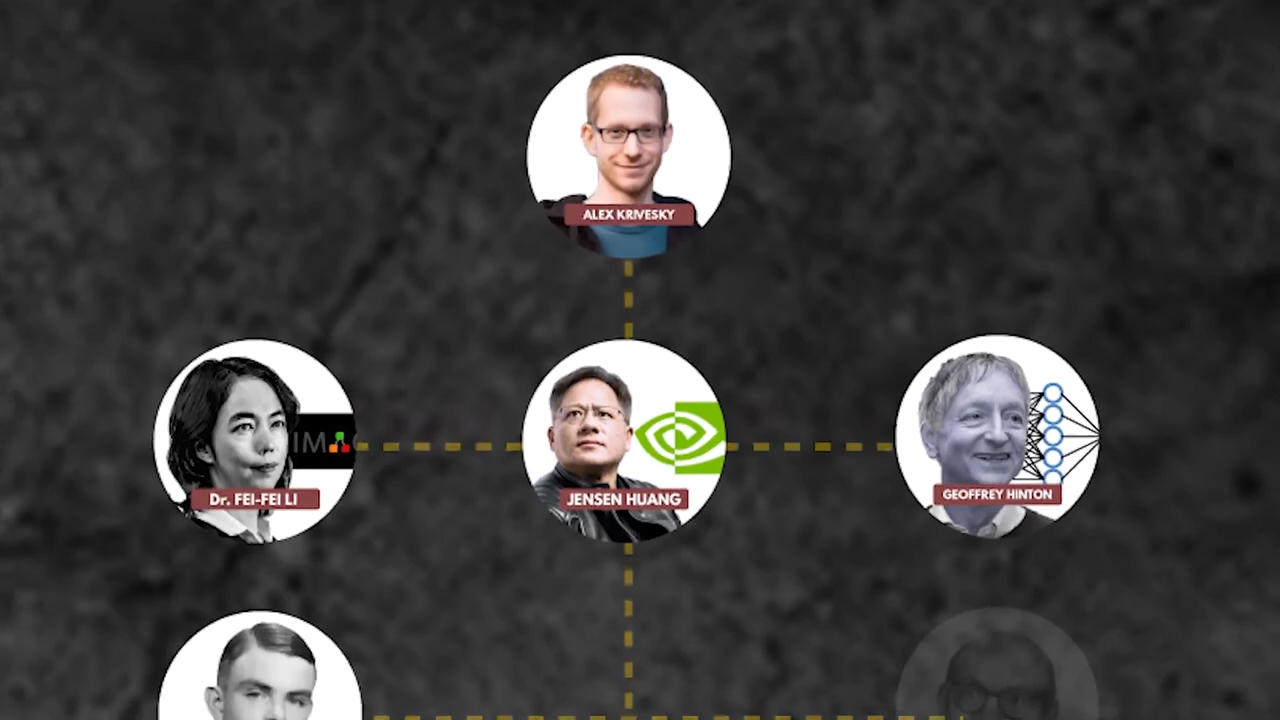 ALEX KRIVESKY
Dr. FEI-FEI LI
JENSEN HUANG
GEOFFREY HINTON